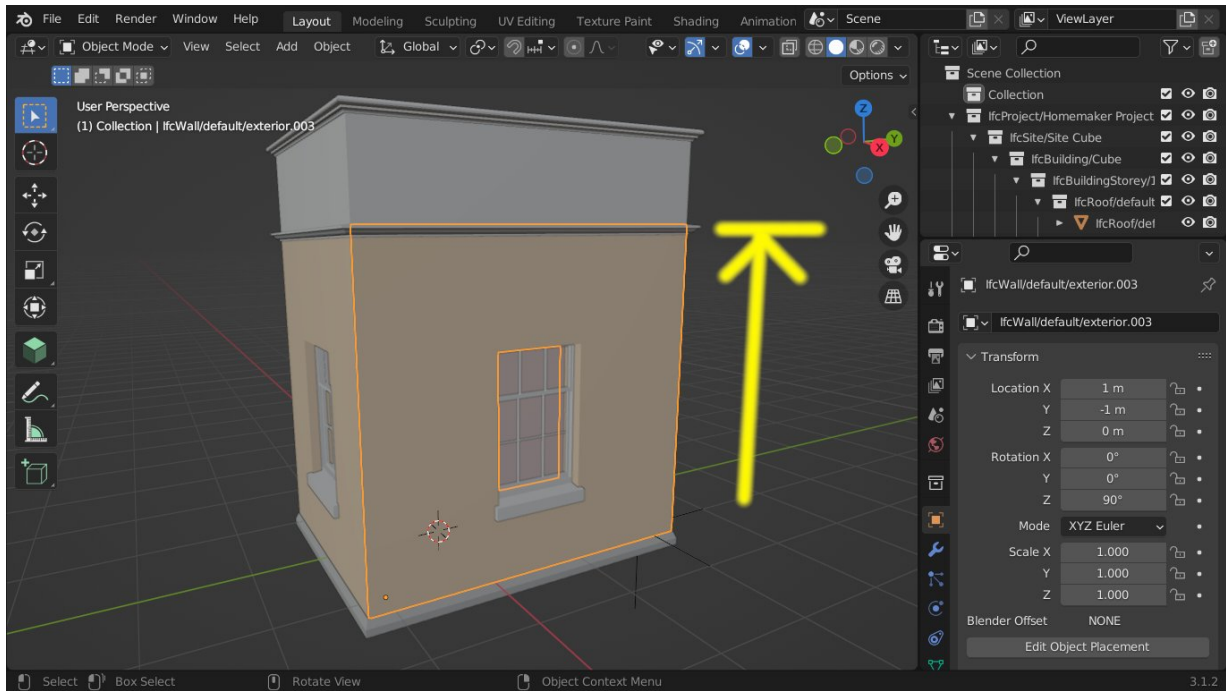 File Edit Render Window Help Layout Modeling Sculpting UV Editing Texture Paint Shading Animation Scene ViewLayer
Object Mode View Select Add Object Global
Options
User Perspective
(1) Collection | IfcWall/default/exterior.003
Z
Y
X
Scene Collection
Collection
IfcProject/Homemaker Project
IfcSite/Site Cube
IfcBuilding/Cube
IfcBuildingStorey/1
IfcRoof/default
IfcRoof/def
IfcWall/default/exterior.003
IfcWall/default/exterior.003
Transform
Location X 1 m
Y -1 m
Z 0 m
Rotation X 0°
Y 0°
Z 90°
Mode XYZ Euler
Scale X 1.000
Y 1.000
Z 1.000
Blender Offset NONE
Edit Object Placement
Select Box Select Rotate View Object Context Menu 3.1.2